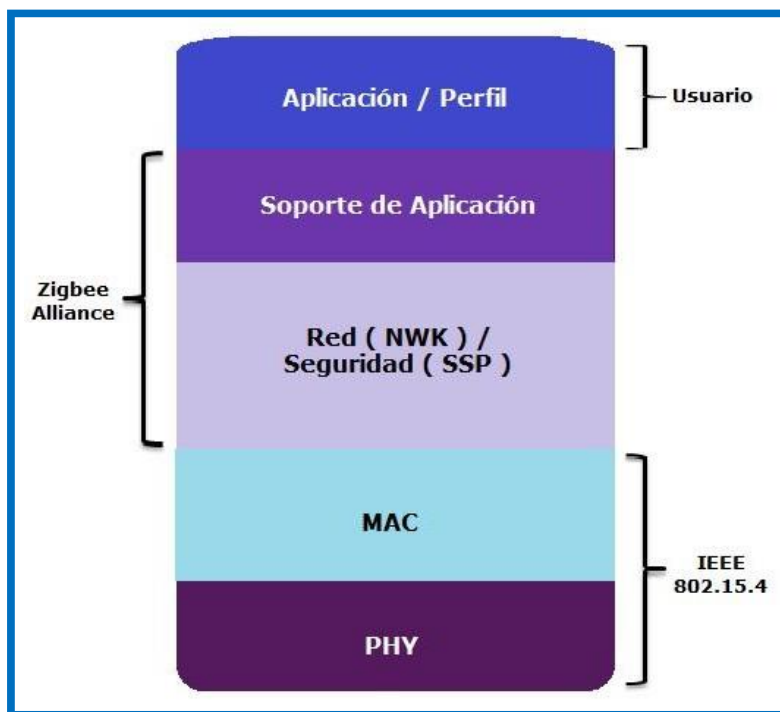 Aplicación / Perfil
Usuario
Soporte de Aplicación
Zigbee
Alliance
Red ( NWK ) /
Seguridad ( SSP )
MAC
IEEE
802.15.4
PHY